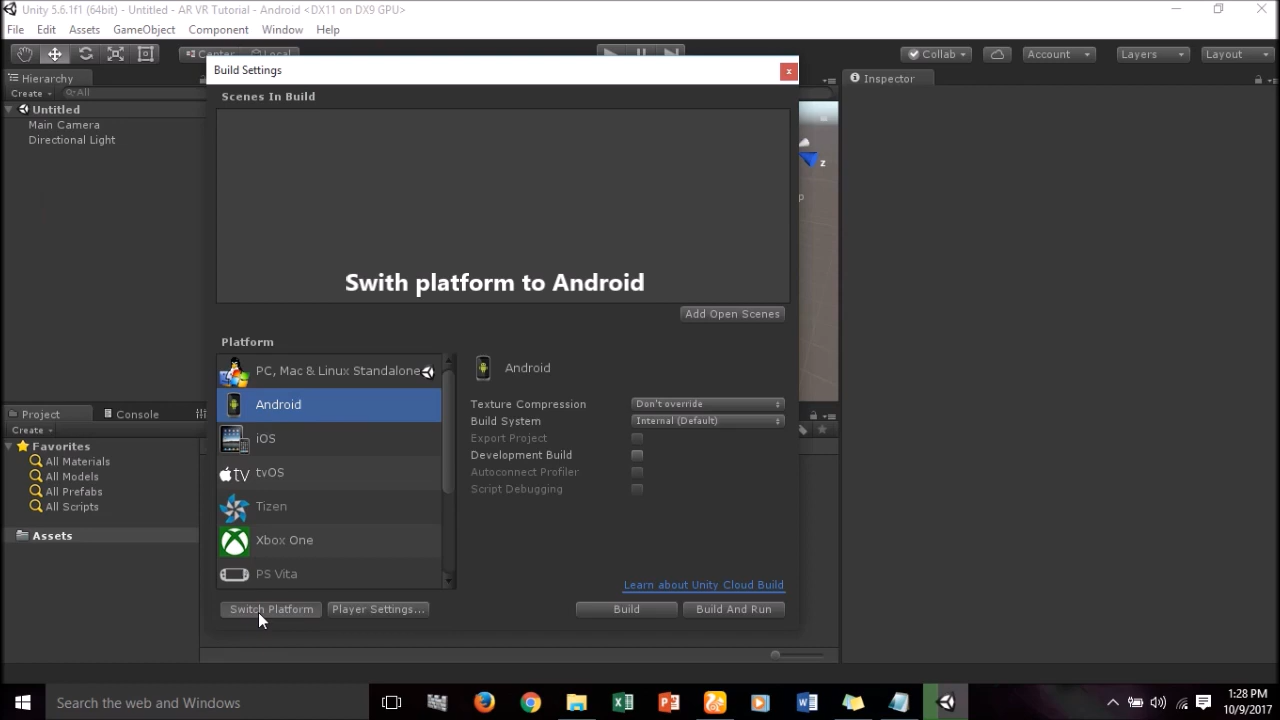 Unity 5.6.1f1 (64bit) - Untitled - AR VR Tutorial - Android <DX11 on DX9 GPU>
File Edit Assets GameObject Component Window Help
Center Local Collab Account Layers Layout
Build Settings
Hierarchy
Create All
Untitled
Main Camera
Directional Light
Inspector
Scenes In Build
z
p
Swith platform to Android
Add Open Scenes
Platform
PC, Mac & Linux Standalone
Android
iOS
tv tvOS
Tizen
Xbox One
PS Vita
Android
Texture Compression Don't override
Build System Internal (Default)
Export Project
Development Build
Autoconnect Profiler
Script Debugging
Learn about Unity Cloud Build
Switch Platform Player Settings... Build Build And Run
Project Console
Create
Favorites
All Materials
All Models
All Prefabs
All Scripts
Assets
Search the web and Windows
1:28 PM
10/9/2017